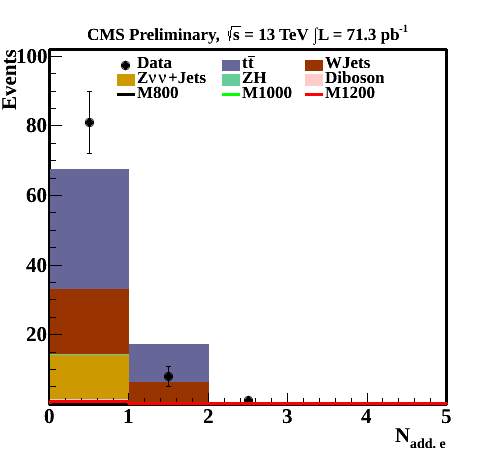 CMS Preliminary, √s = 13 TeV ∫L = 71.3 pb⁻¹
Events
Data tt̅ WJets
Zνν+Jets ZH Diboson
M800 M1000 M1200
100
80
60
40
20
0 1 2 3 4 5
N_add. e